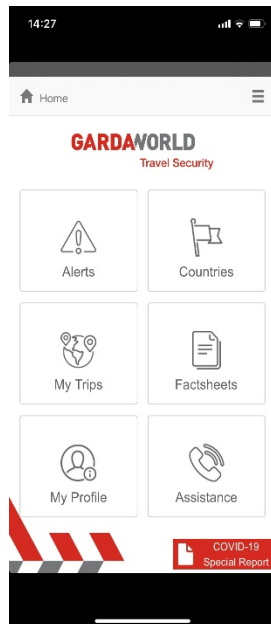 14:27
Home
GARDAWORLD
Travel Security
Alerts
Countries
My Trips
Factsheets
My Profile
Assistance
COVID-19
Special Report